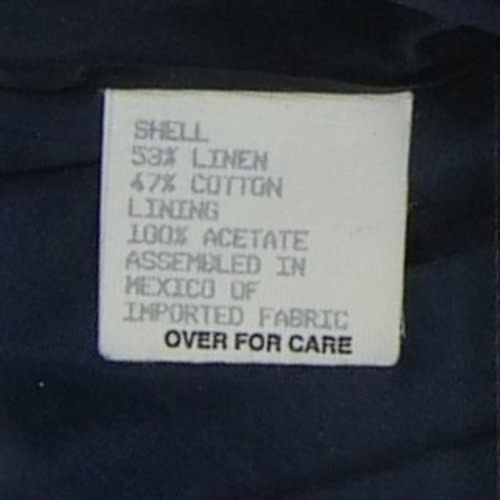 SHELL
53% LINEN
47% COTTON
LINING
100% ACETATE
ASSEMBLED IN
MEXICO OF
IMPORTED FABRIC
OVER FOR CARE